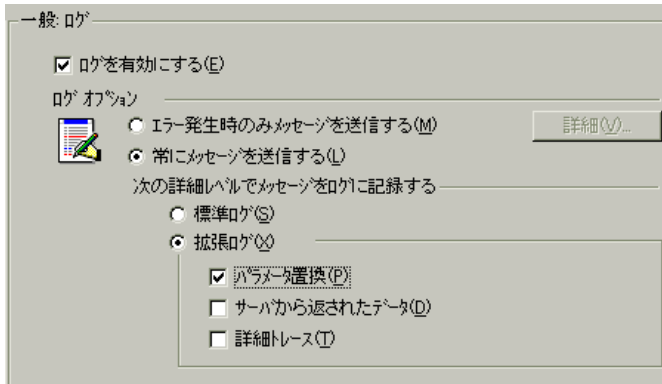 一般: ログ
ログを有効にする(E)
ログ オプション
エラー発生時のみメッセージを送信する(M) 詳細(V)...
常にメッセージを送信する(L)
次の詳細レベルでメッセージをログに記録する
標準ログ(S)
拡張ログ(X)
パラメータ置換(P)
サーバから返されたデータ(D)
詳細トレース(T)